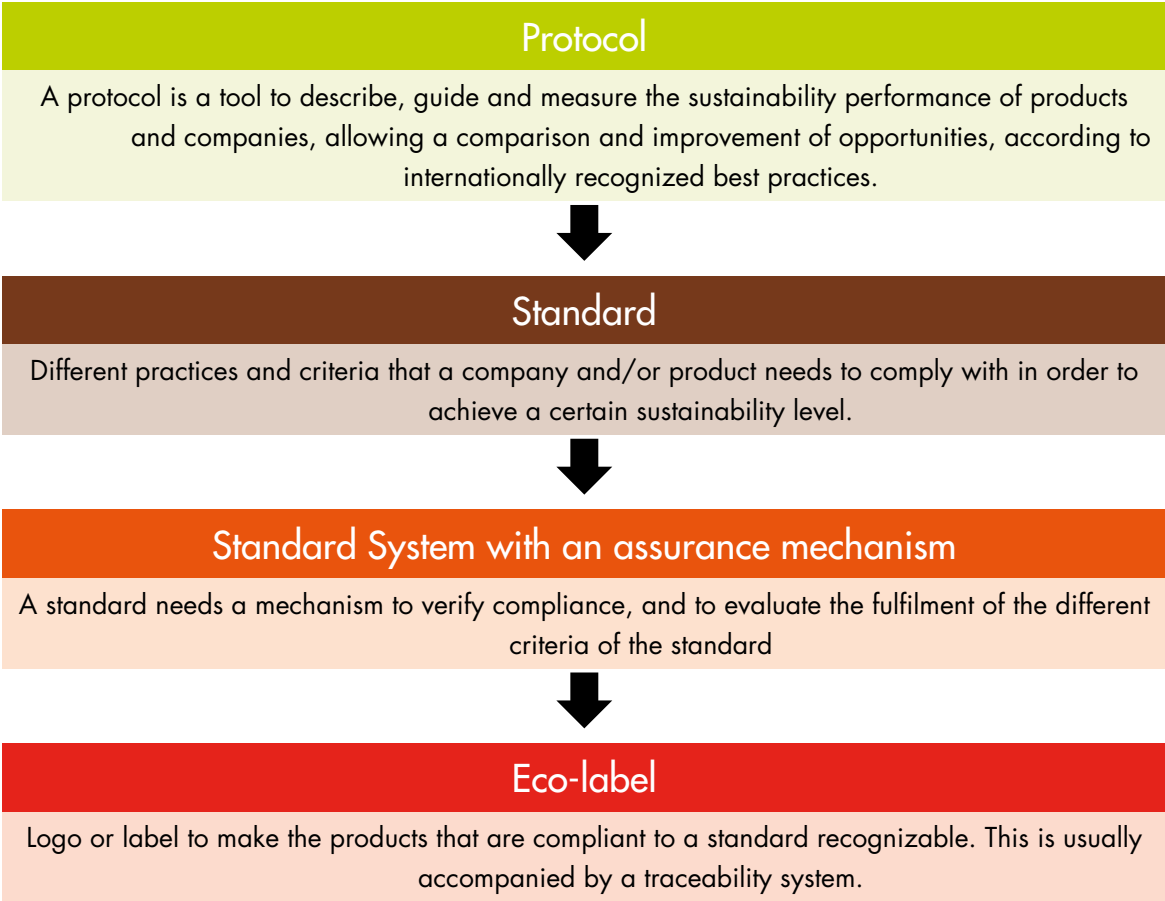 Protocol
A protocol is a tool to describe, guide and measure the sustainability performance of products
and companies, allowing a comparison and improvement of opportunities, according to
internationally recognized best practices.
Standard
Different practices and criteria that a company and/or product needs to comply with in order to
achieve a certain sustainability level.
Standard System with an assurance mechanism
A standard needs a mechanism to verify compliance, and to evaluate the fulfilment of the different
criteria of the standard
Eco-label
Logo or label to make the products that are compliant to a standard recognizable. This is usually
accompanied by a traceability system.